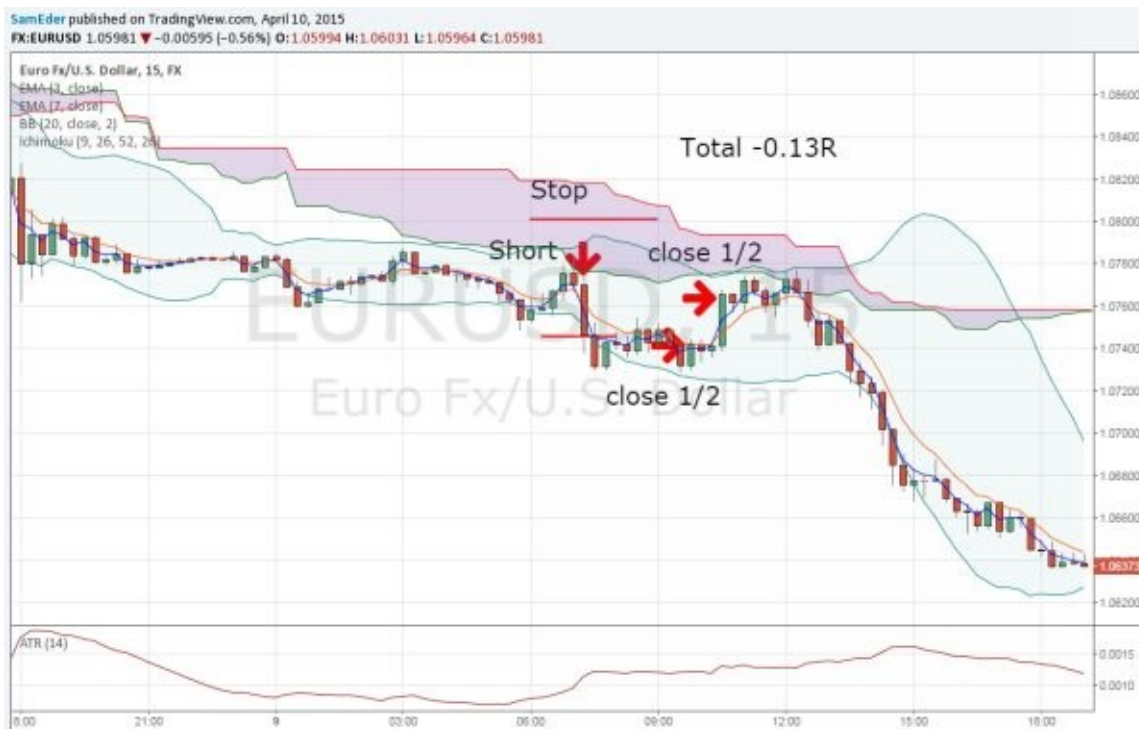 SamEder published on TradingView.com, April 10, 2015
FX:EURUSD 1.05981 ▼ −0.00595 (−0.56%) O:1.05994 H:1.06031 L:1.05964 C:1.05981
Euro Fx/U.S. Dollar, 15, FX
EMA (3, close)
EMA (7, close)
BB (20, close, 2)
Ichimoku (9, 26, 52, 26)
Total -0.13R
Stop
Short
close 1/2
close 1/2
EURUSD, 15
Euro Fx/U.S. Dollar
1.08600
1.08400
1.08200
1.08000
1.07800
1.07600
1.07400
1.07200
1.07000
1.06800
1.06600
1.06373
1.06200
ATR (14)
0.0015
0.0010
8:00
21:00
9
03:00
06:00
09:00
12:00
15:00
18:00